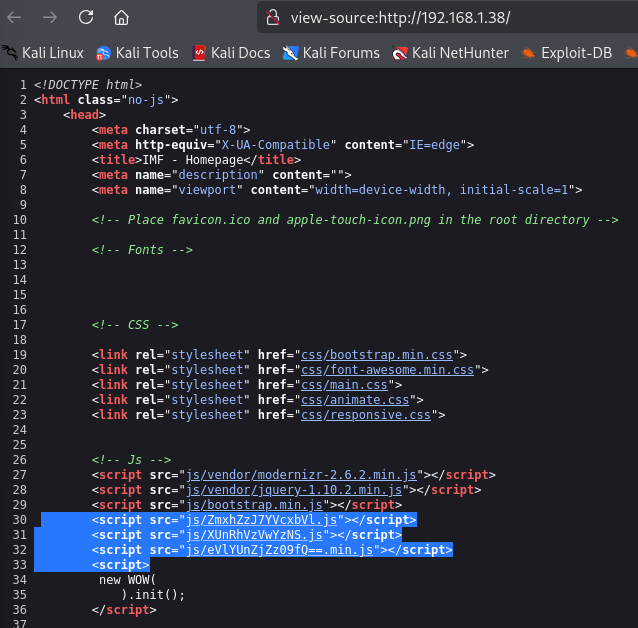 view-source:http://192.168.1.38/
Kali Linux Kali Tools Kali Docs Kali Forums Kali NetHunter Exploit-DB
1 <!DOCTYPE html>
2 <html class="no-js">
3 <head>
4 <meta charset="utf-8">
5 <meta http-equiv="X-UA-Compatible" content="IE=edge">
6 <title>IMF - Homepage</title>
7 <meta name="description" content="">
8 <meta name="viewport" content="width=device-width, initial-scale=1">
9
10 <!-- Place favicon.ico and apple-touch-icon.png in the root directory -->
11
12 <!-- Fonts -->
13
14
15
16
17 <!-- CSS -->
18
19 <link rel="stylesheet" href="css/bootstrap.min.css">
20 <link rel="stylesheet" href="css/font-awesome.min.css">
21 <link rel="stylesheet" href="css/main.css">
22 <link rel="stylesheet" href="css/animate.css">
23 <link rel="stylesheet" href="css/responsive.css">
24
25
26 <!-- Js -->
27 <script src="js/vendor/modernizr-2.6.2.min.js"></script>
28 <script src="js/vendor/jquery-1.10.2.min.js"></script>
29 <script src="js/bootstrap.min.js"></script>
30 <script src="js/ZmxhZzJ7YVcxbVl.js"></script>
31 <script src="js/XUnRhVzVwYzNS.js"></script>
32 <script src="js/eVlYUnZjZz09fQ==.min.js"></script>
33 <script>
34 new WOW(
35 ).init();
36 </script>
37